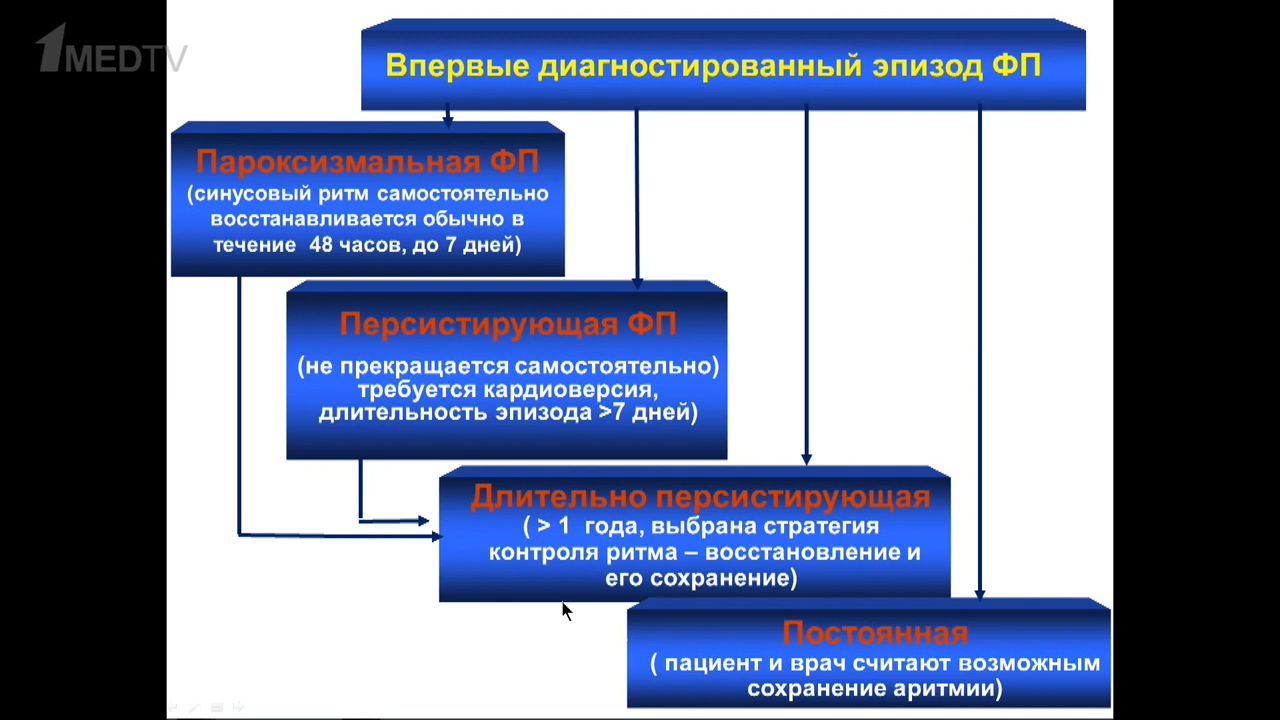 1MEDTV
Впервые диагностированный эпизод ФП
Пароксизмальная ФП
(синусовый ритм самостоятельно
восстанавливается обычно в
течение 48 часов, до 7 дней)
Персистирующая ФП
(не прекращается самостоятельно)
требуется кардиоверсия,
длительность эпизода >7 дней)
Длительно персистирующая
( > 1 года, выбрана стратегия
контроля ритма – восстановление и
его сохранение)
Постоянная
( пациент и врач считают возможным
сохранение аритмии)